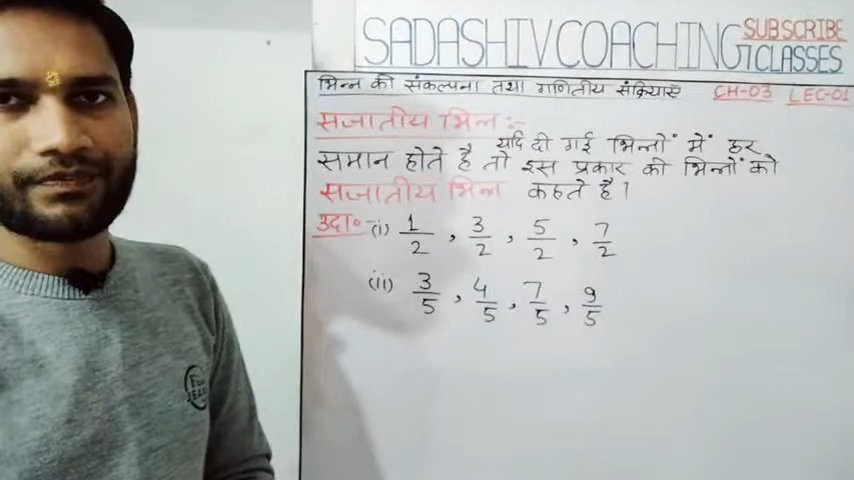 SADASHIV COACHING CLASSES
SUBSCRIBE
भिन्न की संकल्पना तथा गणितीय संक्रियाएं CH-03 LEC-01
सजातीय भिन्न :-
यदि दी गई भिन्नों में हर
समान होते है तो इस प्रकार की भिन्नों को
सजातीय भिन्न कहते है।
उदा॰ (i) 1/2 , 3/2 , 5/2 , 7/2
(ii) 3/5 , 4/5 , 7/5 , 9/5